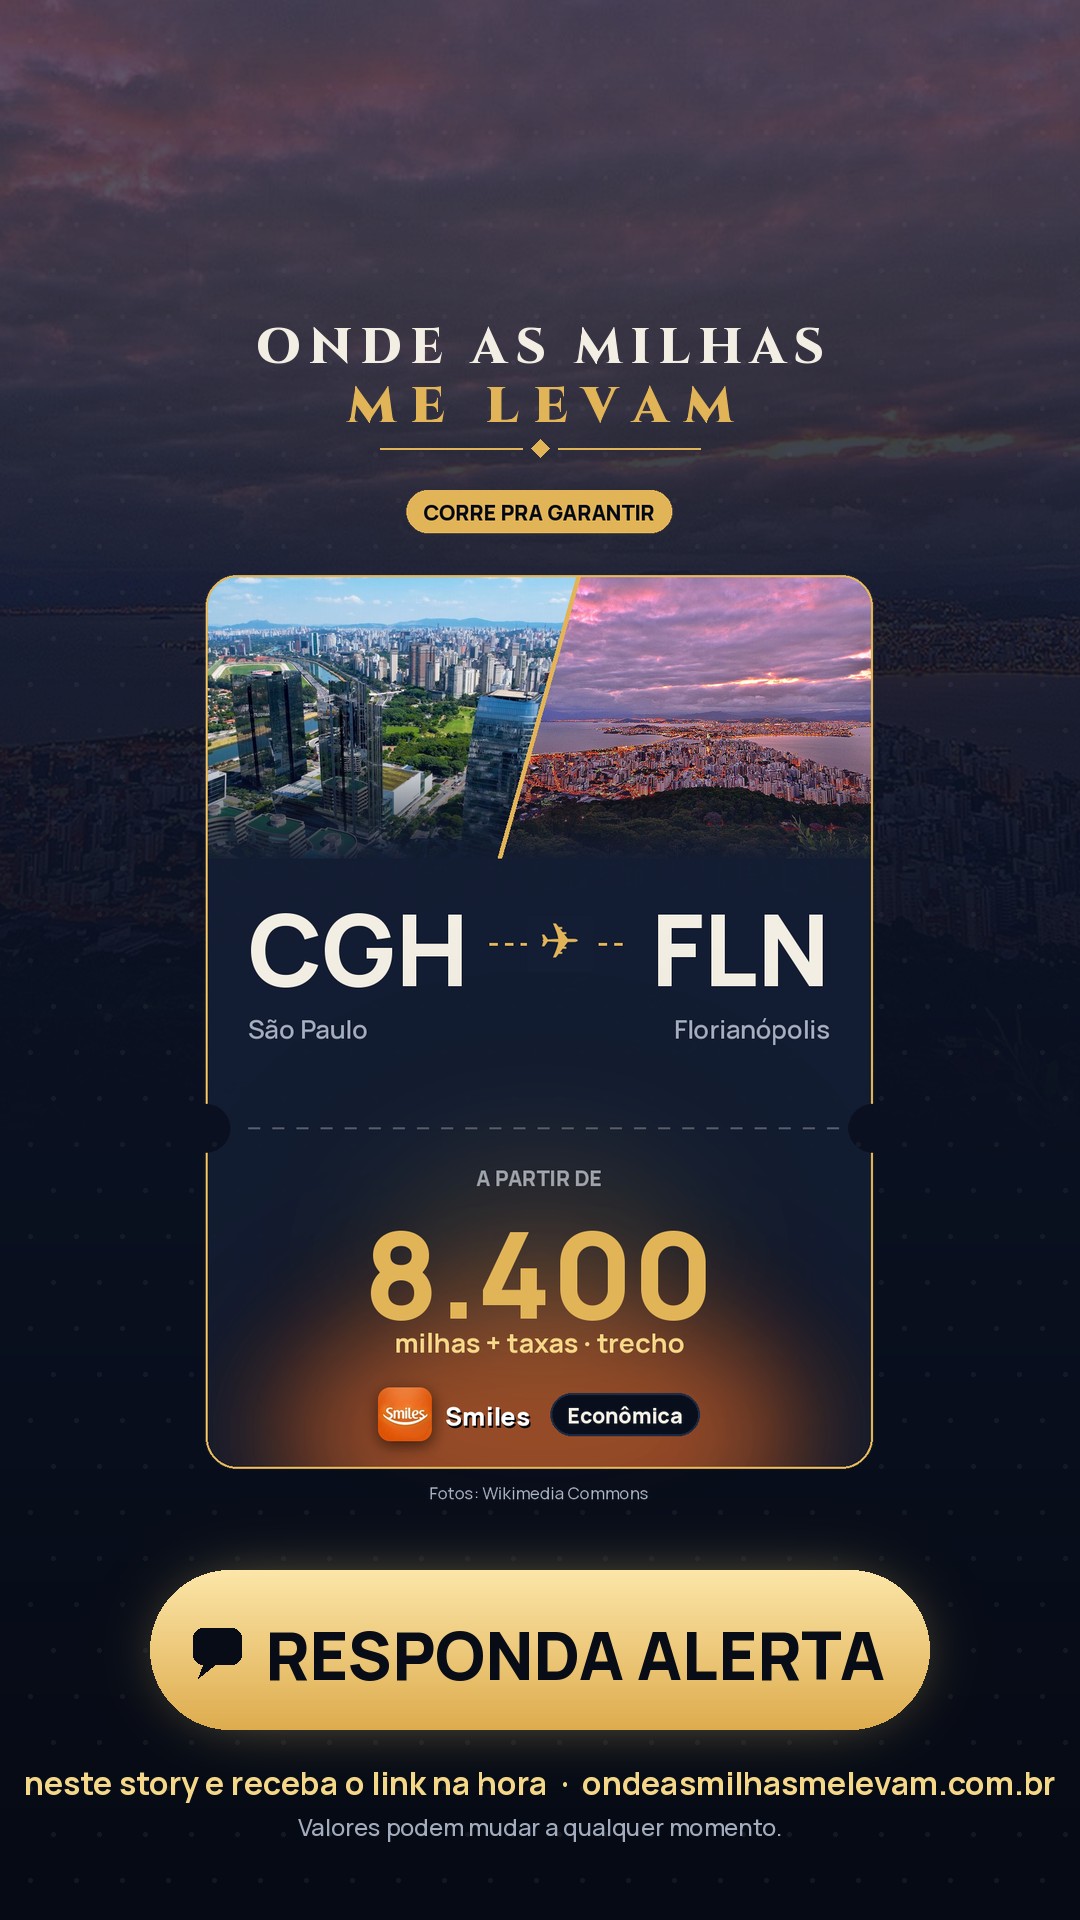 ONDE AS MILHAS
ME LEVAM
CORRE PRA GARANTIR
CGH FLN
São Paulo Florianópolis
A PARTIR DE
8.400
milhas + taxas · trecho
Smiles Smiles Econômica
Fotos: Wikimedia Commons
RESPONDA ALERTA
neste story e receba o link na hora · ondeasmilhasmelevam.com.br
Valores podem mudar a qualquer momento.